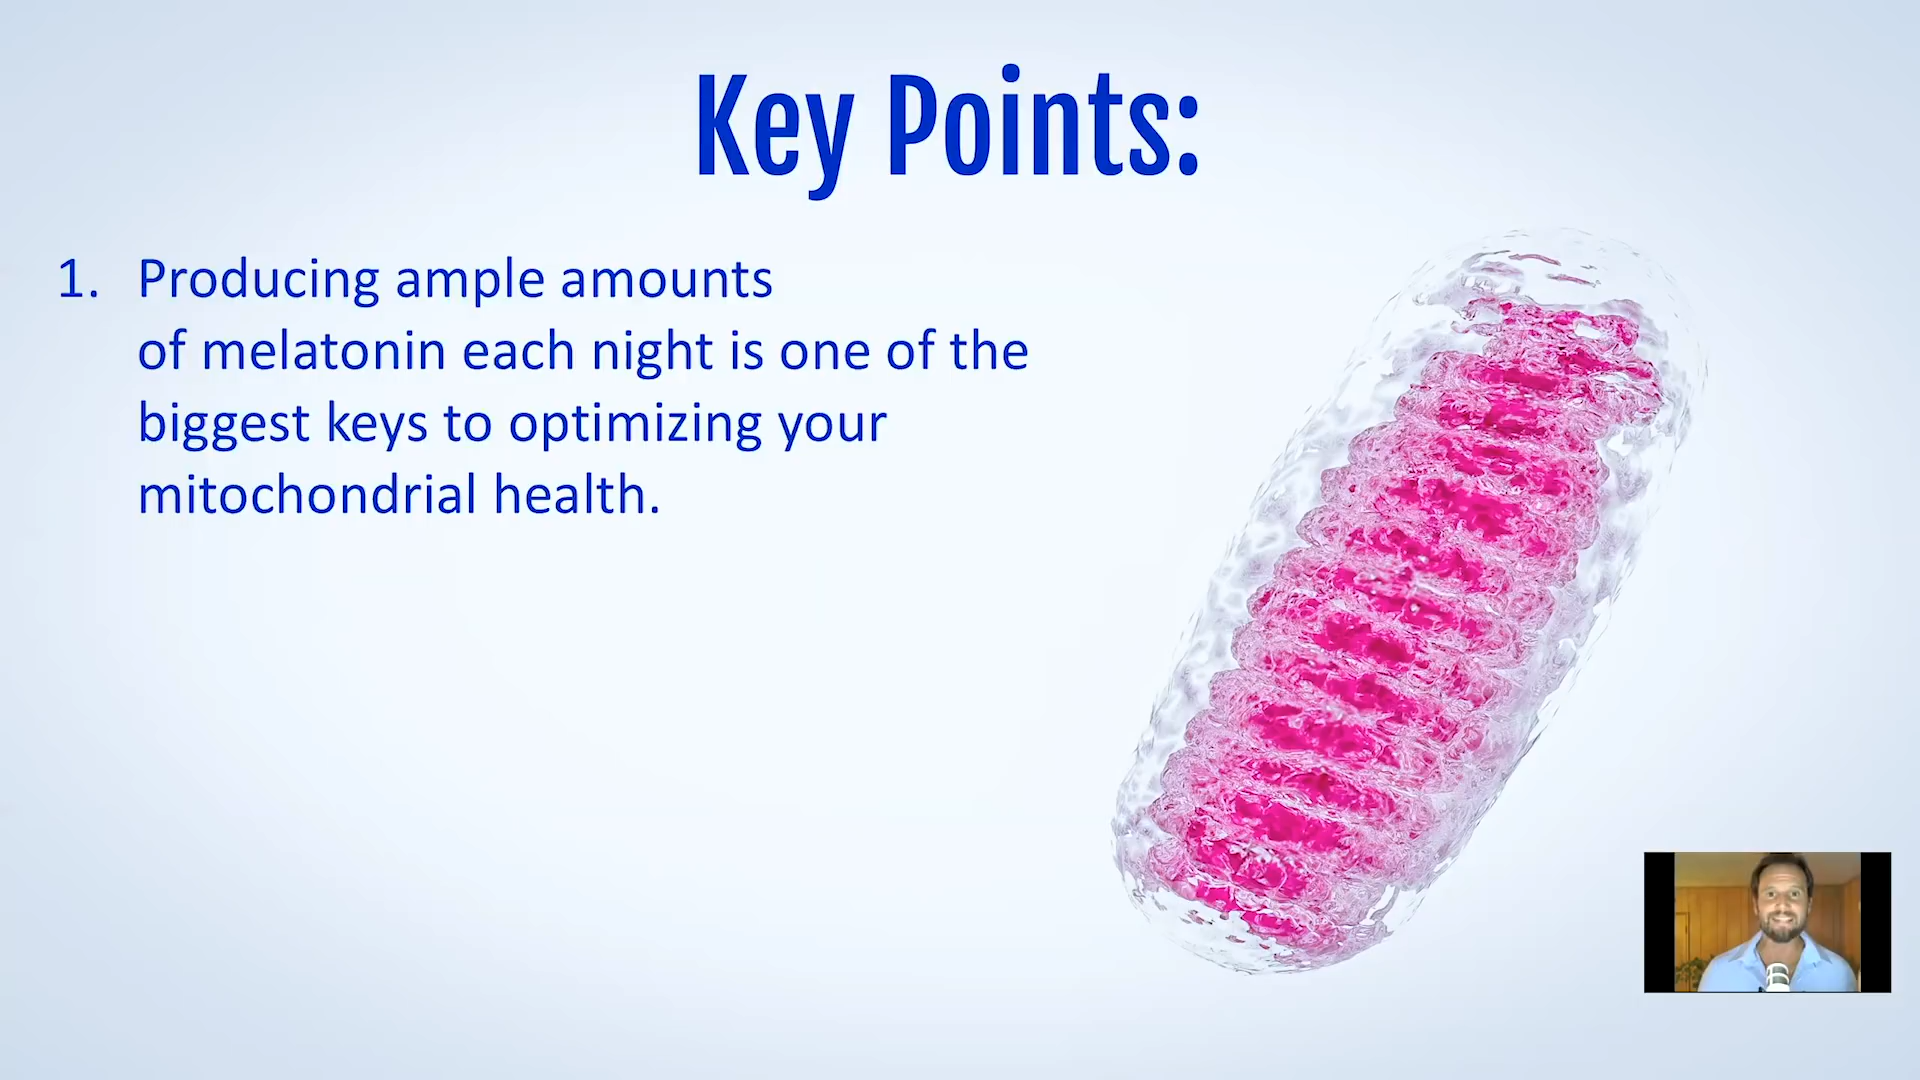 Key Points:
1. Producing ample amounts
of melatonin each night is one of the
biggest keys to optimizing your
mitochondrial health.